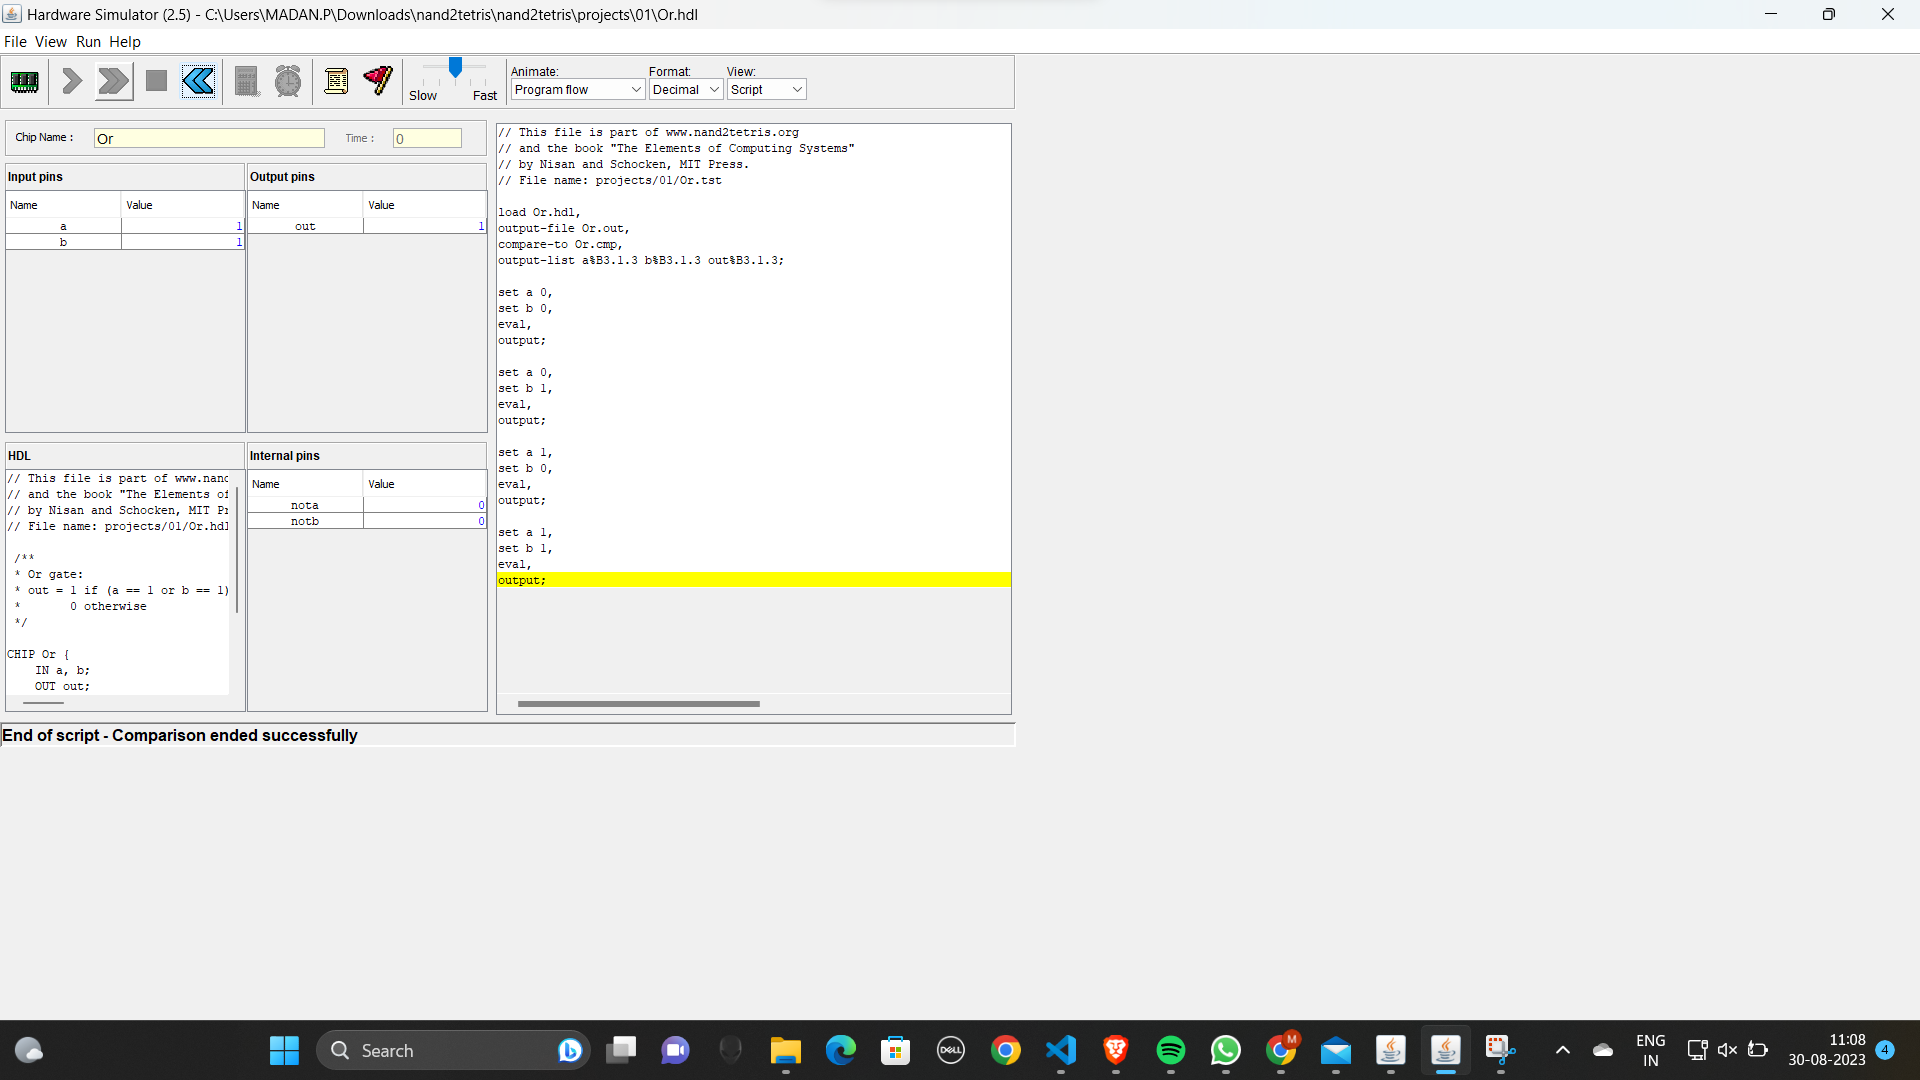 Hardware Simulator (2.5) - C:\Users\MADAN.P\Downloads\nand2tetris\nand2tetris\projects\01\Or.hdl
File View Run Help
Slow Fast
Animate:
Program flow
Format:
Decimal
View:
Script
Chip Name : Or Time : 0
Input pins
Name Value
a 1
b 1
Output pins
Name Value
out 1
HDL
// This file is part of www.nand
// and the book "The Elements of
// by Nisan and Schocken, MIT Pr
// File name: projects/01/Or.hdl
/**
* Or gate:
* out = 1 if (a == 1 or b == 1)
* 0 otherwise
*/
CHIP Or {
IN a, b;
OUT out;
Internal pins
Name Value
nota 0
notb 0
// This file is part of www.nand2tetris.org
// and the book "The Elements of Computing Systems"
// by Nisan and Schocken, MIT Press.
// File name: projects/01/Or.tst
load Or.hdl,
output-file Or.out,
compare-to Or.cmp,
output-list a%B3.1.3 b%B3.1.3 out%B3.1.3;
set a 0,
set b 0,
eval,
output;
set a 0,
set b 1,
eval,
output;
set a 1,
set b 0,
eval,
output;
set a 1,
set b 1,
eval,
output;
End of script - Comparison ended successfully
Search
DELL
M
ENG
IN
11:08
30-08-2023
4